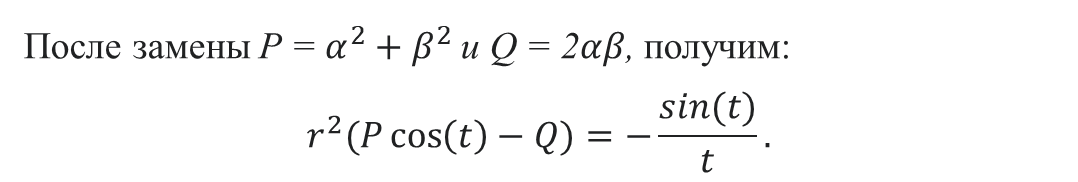 После замены P = α² + β² и Q = 2αβ, получим:
r²(P cos(t) − Q) = − sin(t)/t .